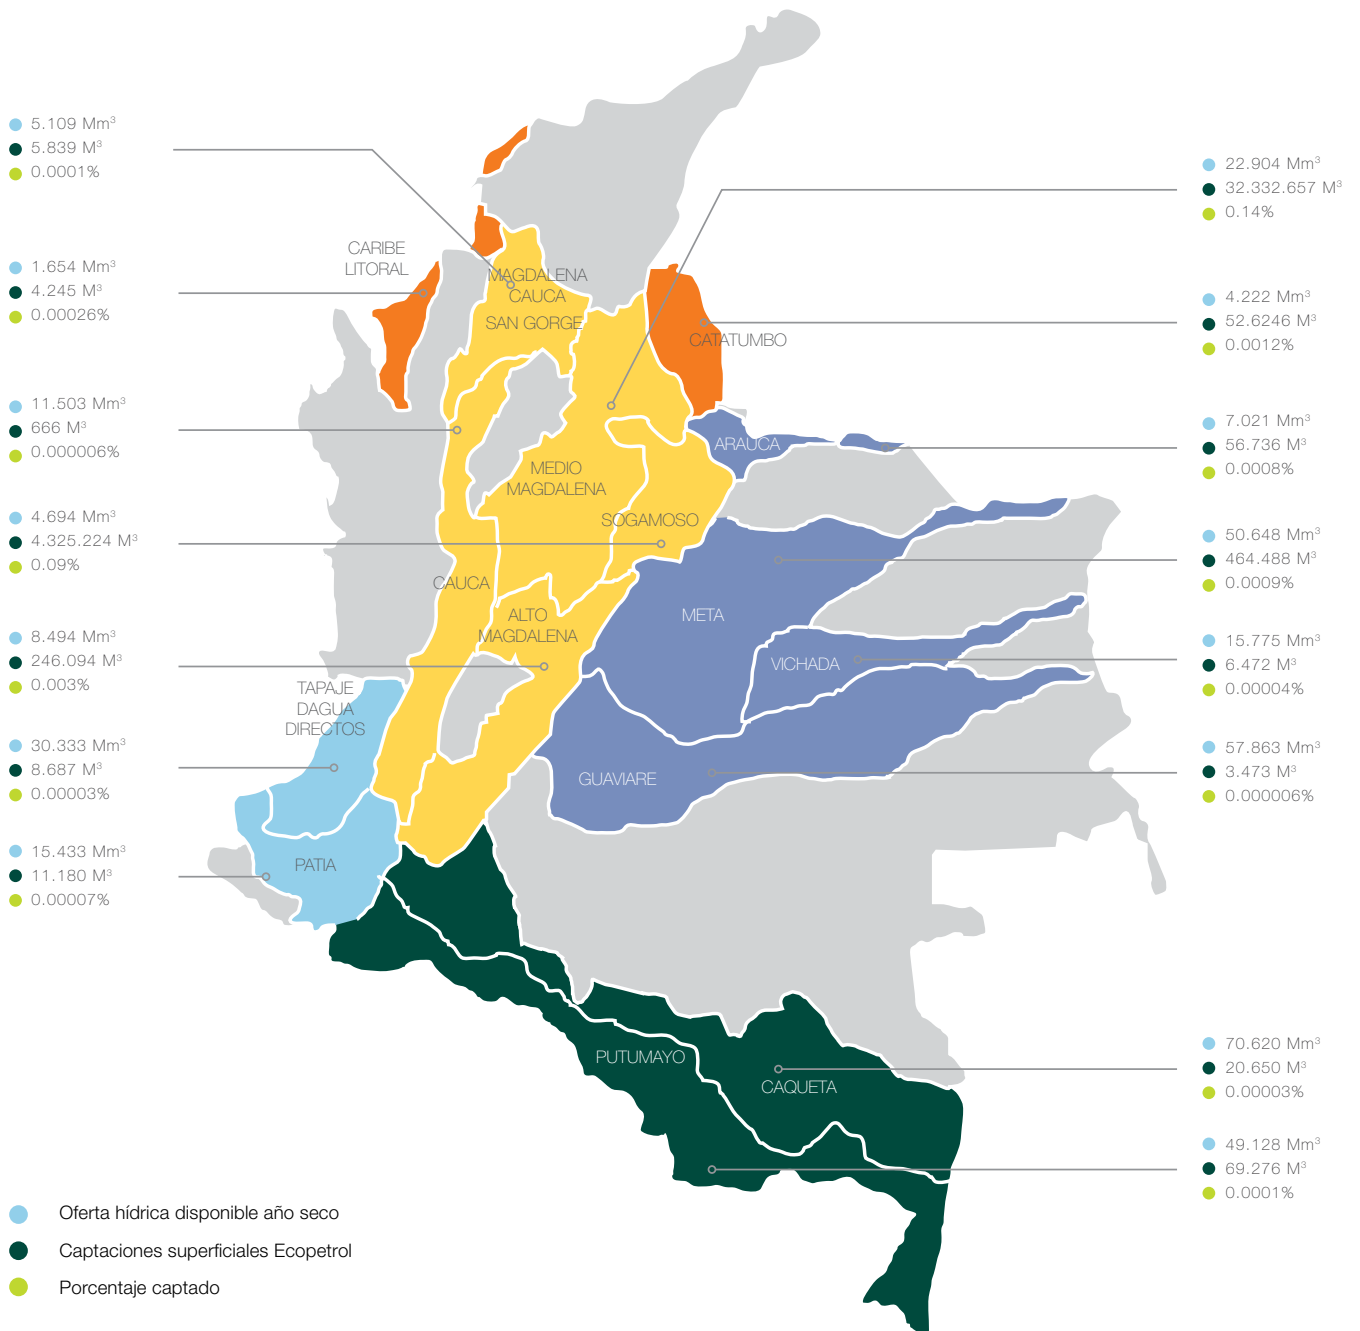 5.109 Mm³
5.839 M³
0.0001%
1.654 Mm³
4.245 M³
0.00026%
11.503 Mm³
666 M³
0.000006%
4.694 Mm³
4.325.224 M³
0.09%
8.494 Mm³
246.094 M³
0.003%
30.333 Mm³
8.687 M³
0.00003%
15.433 Mm³
11.180 M³
0.00007%
CARIBE
LITORAL
MAGDALENA
CAUCA
SAN GORGE
CATATUMBO
ARAUCA
MEDIO
MAGDALENA
SOGAMOSO
CAUCA
ALTO
MAGDALENA
META
VICHADA
TAPAJE
DAGUA
DIRECTOS
GUAVIARE
PATIA
PUTUMAYO
CAQUETA
22.904 Mm³
32.332.657 M³
0.14%
4.222 Mm³
52.6246 M³
0.0012%
7.021 Mm³
56.736 M³
0.0008%
50.648 Mm³
464.488 M³
0.0009%
15.775 Mm³
6.472 M³
0.00004%
57.863 Mm³
3.473 M³
0.000006%
70.620 Mm³
20.650 M³
0.00003%
49.128 Mm³
69.276 M³
0.0001%
Oferta hídrica disponible año seco
Captaciones superficiales Ecopetrol
Porcentaje captado